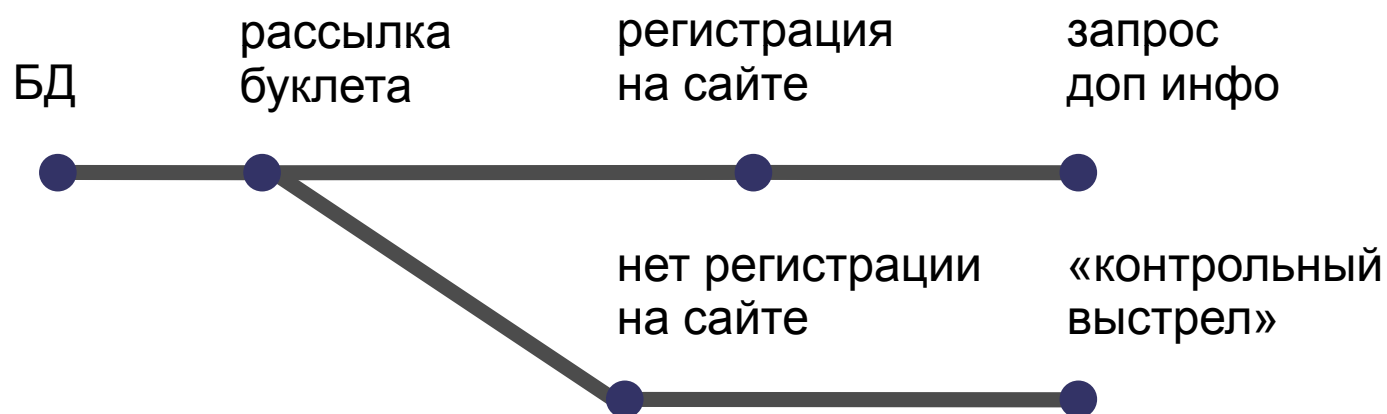 БД
рассылка
буклета
регистрация
на сайте
запрос
доп инфо
нет регистрации
на сайте
«контрольный
выстрел»